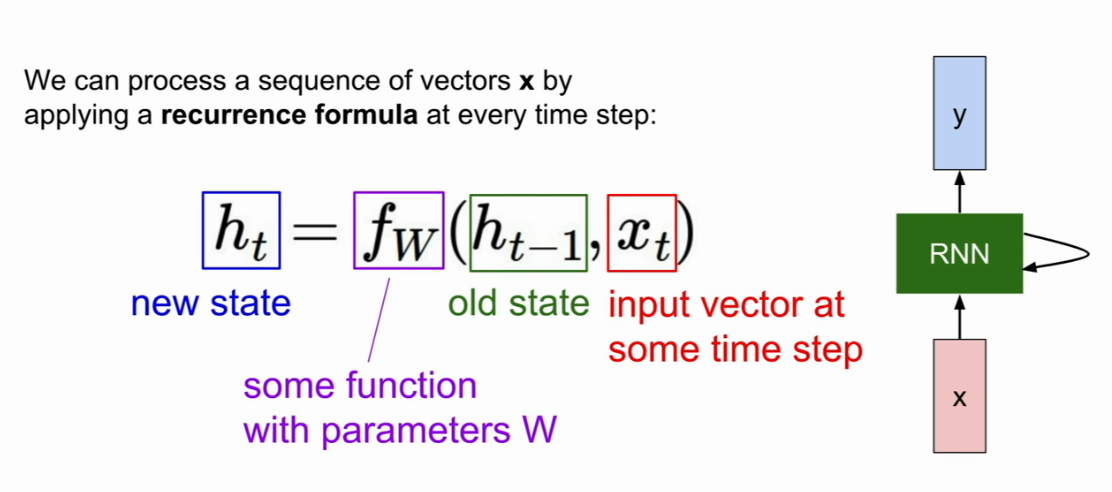 We can process a sequence of vectors x by
applying a recurrence formula at every time step:
h_t = f_W(h_{t-1}, x_t)
new state
old state
input vector at
some time step
some function
with parameters W
y
RNN
x